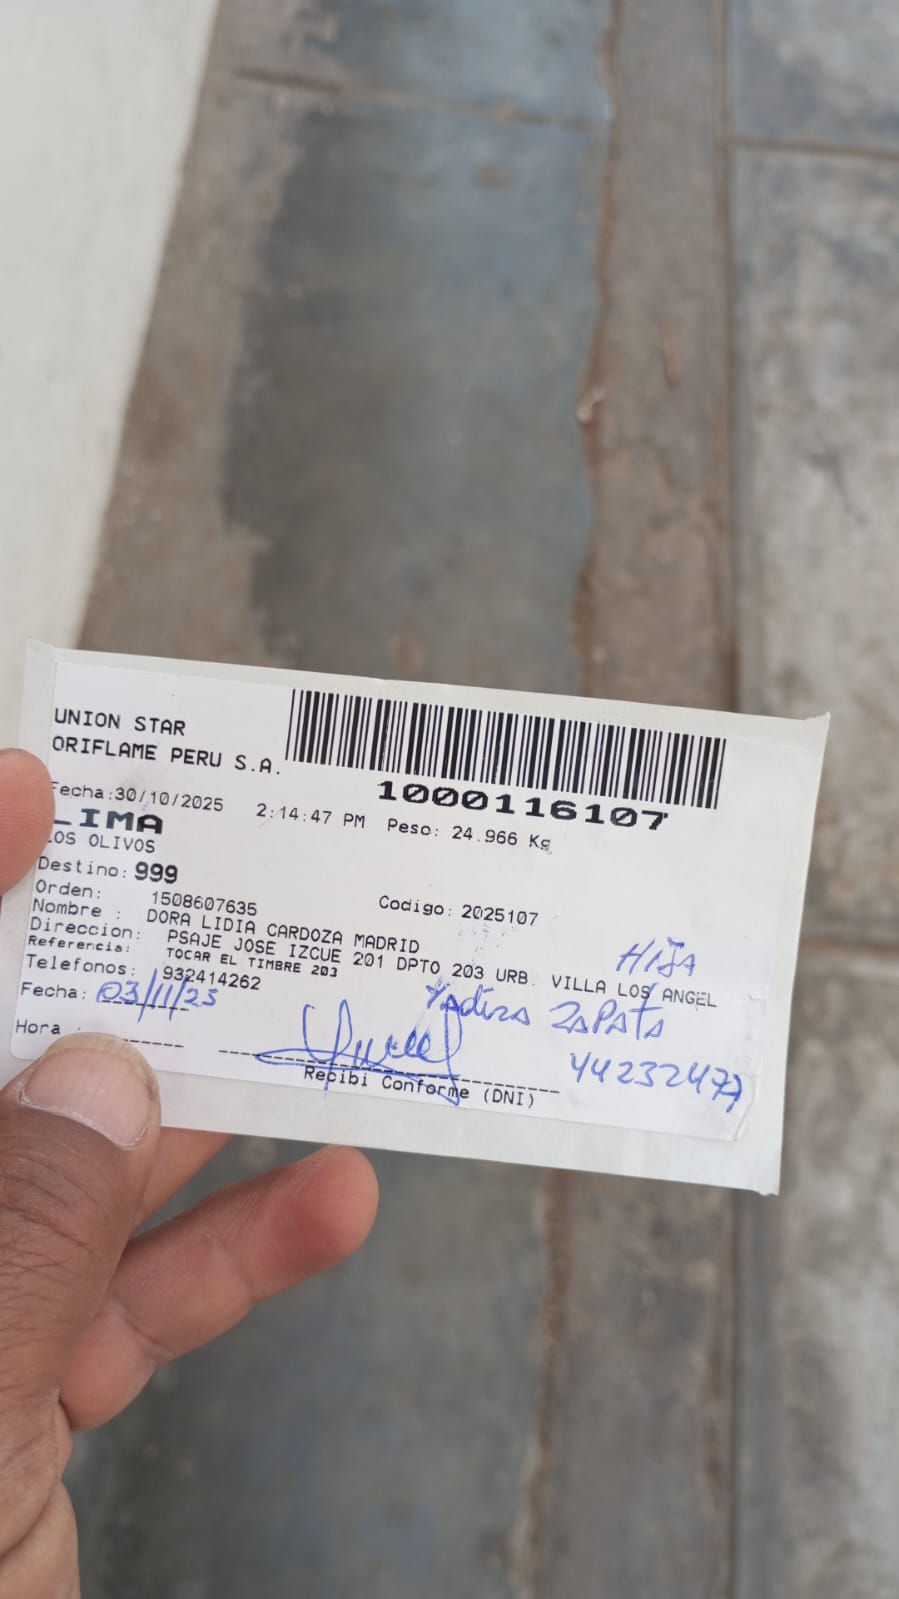 UNION STAR
ORIFLAME PERU S.A.
1000116107
Fecha:30/10/2025 2:14:47 PM Peso: 24.966 Kg
LIMA
LOS OLIVOS
Destino: 999
Orden: 1508607635 Codigo: 2025107
Nombre : DORA LIDIA CARDOZA MADRID
Direccion: PSAJE JOSE IZCUE 201 DPTO 203 URB. VILLA LOS ANGEL
Referencia: TOCAR EL TIMBRE 203
Telefonos: 932414262
HIJA
Yadira ZAPATA
Fecha: 03/11/25
44232477
Hora :
Recibi Conforme (DNI)